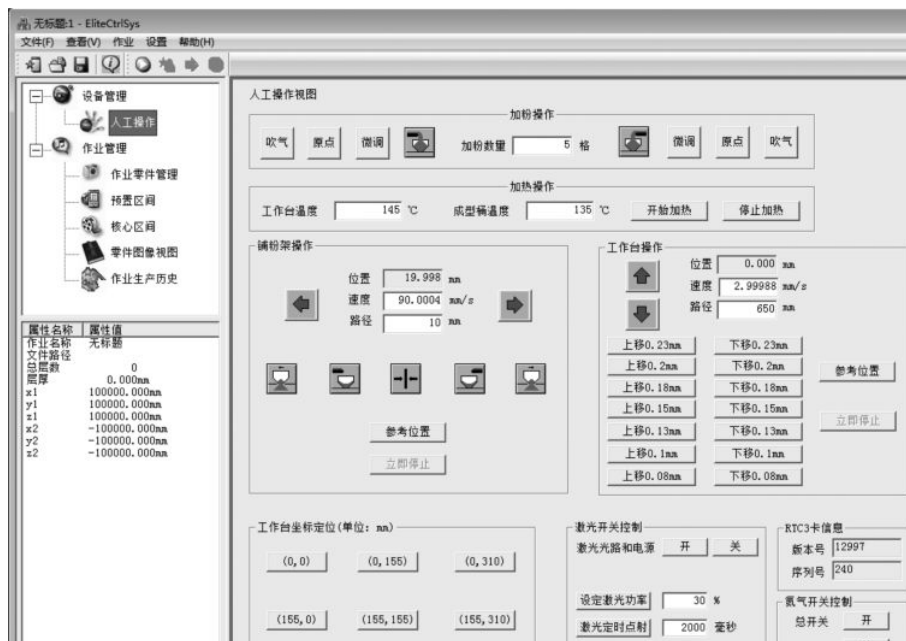 无标题:1 - EliteCtrlSys
文件(F) 查看(V) 作业 设置 帮助(H)
设备管理
人工操作
作业管理
作业零件管理
预置区间
核心区间
零件图像视图
作业生产历史
属性名称 属性值
作业名称 无标题
文件路径
总层数 0
层厚 0.000mm
x1 100000.000mm
y1 100000.000mm
z1 100000.000mm
x2 -100000.000mm
y2 -100000.000mm
z2 -100000.000mm
人工操作视图
加粉操作
吹气 原点 微调 加粉数量 5 格 微调 原点 吹气
加热操作
工作台温度 145 ℃ 成型桶温度 135 ℃ 开始加热 停止加热
铺粉架操作
位置 19.998 mm
速度 90.0004 mm/s
路径 10 mm
参考位置
立即停止
工作台操作
位置 0.000 mm
速度 2.99988 mm/s
路径 650 mm
上移0.23mm 下移0.23mm
上移0.2mm 下移0.2mm
上移0.18mm 下移0.18mm
上移0.15mm 下移0.15mm
上移0.13mm 下移0.13mm
上移0.1mm 下移0.1mm
上移0.08mm 下移0.08mm
参考位置
立即停止
工作台坐标定位(单位: mm)
(0,0) (0,155) (0,310)
(155,0) (155,155) (155,310)
激光开关控制
激光光路和电源 开 关
设定激光功率 30 %
激光定时点射 2000 毫秒
RTC3卡信息
版本号 12997
序列号 240
氮气开关控制
总开关 开